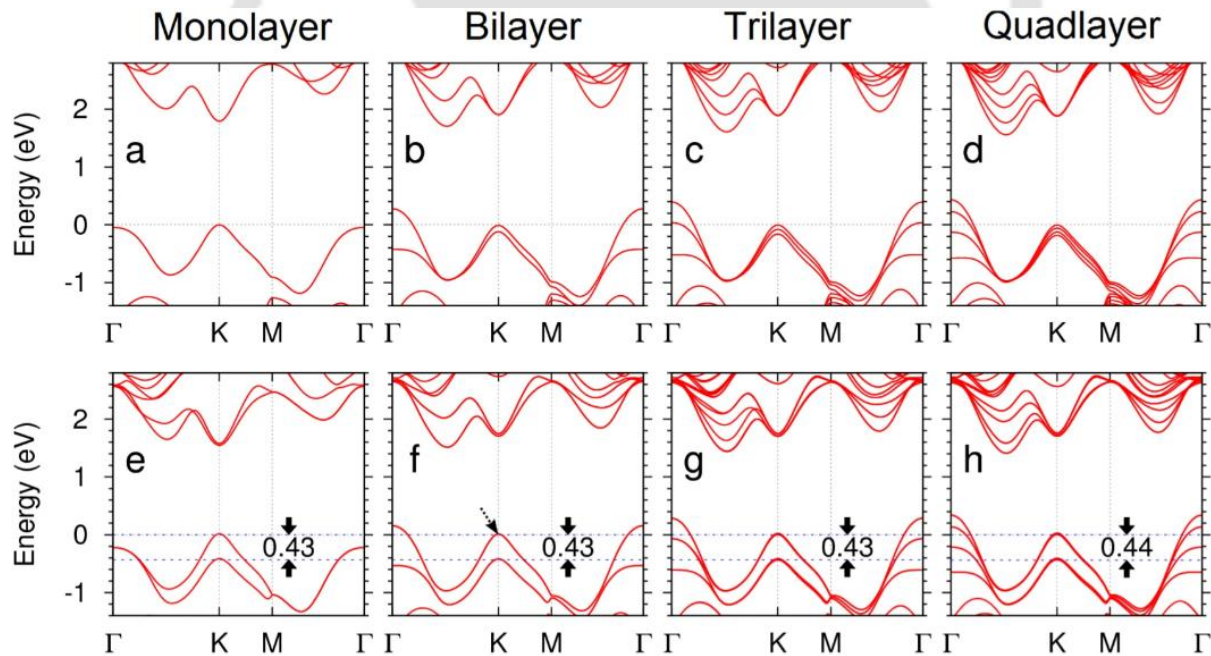 Monolayer Bilayer Trilayer Quadlayer
Energy (eV)
2
1
0
-1
a b c d
Γ K M Γ Γ K M Γ Γ K M Γ Γ K M Γ
Energy (eV)
2
1
0
-1
e f g h
0.43 0.43 0.43 0.44
Γ K M Γ Γ K M Γ Γ K M Γ Γ K M Γ